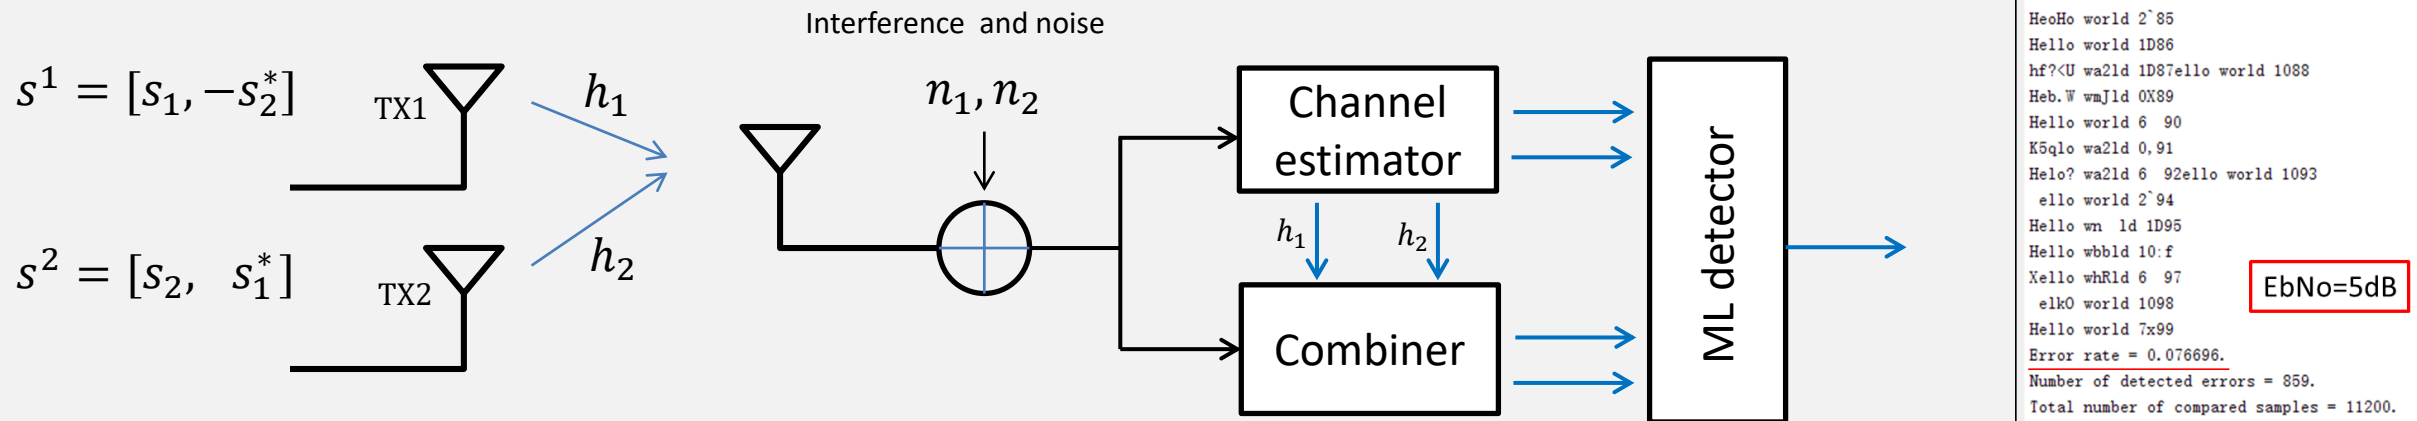 Interference and noise
s¹ = [s₁, −s₂*]
TX1
h₁
n₁, n₂
Channel
estimator
h₁
h₂
s² = [s₂, s₁*]
TX2
h₂
Combiner
ML detector
HeoHo world 2`85
Hello world 1D86
hf?<U wa2ld 1D87ello world 1088
Heb.W wmJld 0X89
Hello world 6 90
K5qlo wa2ld 0,91
Helo? wa2ld 6 92ello world 1093
ello world 2`94
Hello wn ld 1D95
Hello wbbld 10:f
Xello whRld 6 97
elkO world 1098
Hello world 7x99
Error rate = 0.076696.
Number of detected errors = 859.
Total number of compared samples = 11200.
EbNo=5dB